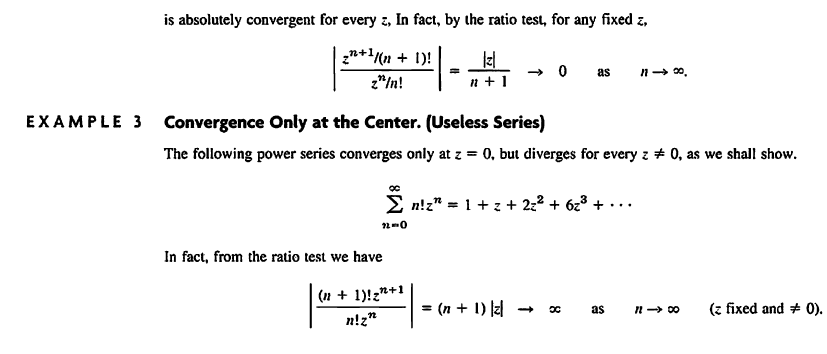 is absolutely convergent for every z, In fact, by the ratio test, for any fixed z,
| (z^{n+1}/(n + 1)!) / (z^n/n!) | = |z| / (n + 1) → 0 as n → ∞.
EXAMPLE 3 Convergence Only at the Center. (Useless Series)
The following power series converges only at z = 0, but diverges for every z ≠ 0, as we shall show.
∑_{n=0}^{∞} n!z^n = 1 + z + 2z^2 + 6z^3 + · · ·
In fact, from the ratio test we have
| ((n + 1)!z^{n+1}) / (n!z^n) | = (n + 1) |z| → ∞ as n → ∞ (z fixed and ≠ 0).